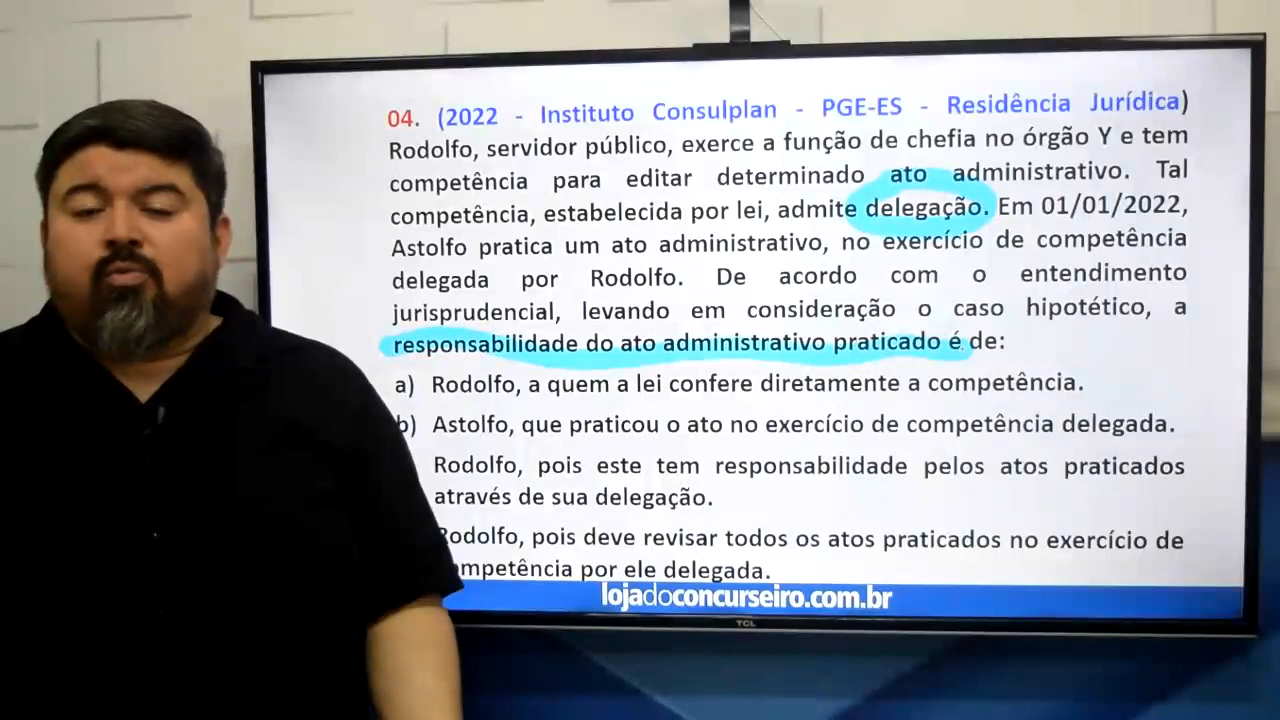 04. (2022 - Instituto Consulplan - PGE-ES - Residência Jurídica)
Rodolfo, servidor público, exerce a função de chefia no órgão Y e tem
competência para editar determinado ato administrativo. Tal
competência, estabelecida por lei, admite delegação. Em 01/01/2022,
Astolfo pratica um ato administrativo, no exercício de competência
delegada por Rodolfo. De acordo com o entendimento
jurisprudencial, levando em consideração o caso hipotético, a
responsabilidade do ato administrativo praticado é de:
a) Rodolfo, a quem a lei confere diretamente a competência.
b) Astolfo, que praticou o ato no exercício de competência delegada.
Rodolfo, pois este tem responsabilidade pelos atos praticados
através de sua delegação.
Rodolfo, pois deve revisar todos os atos praticados no exercício de
ompetência por ele delegada.
lojadoconcurseiro.com.br
TCL